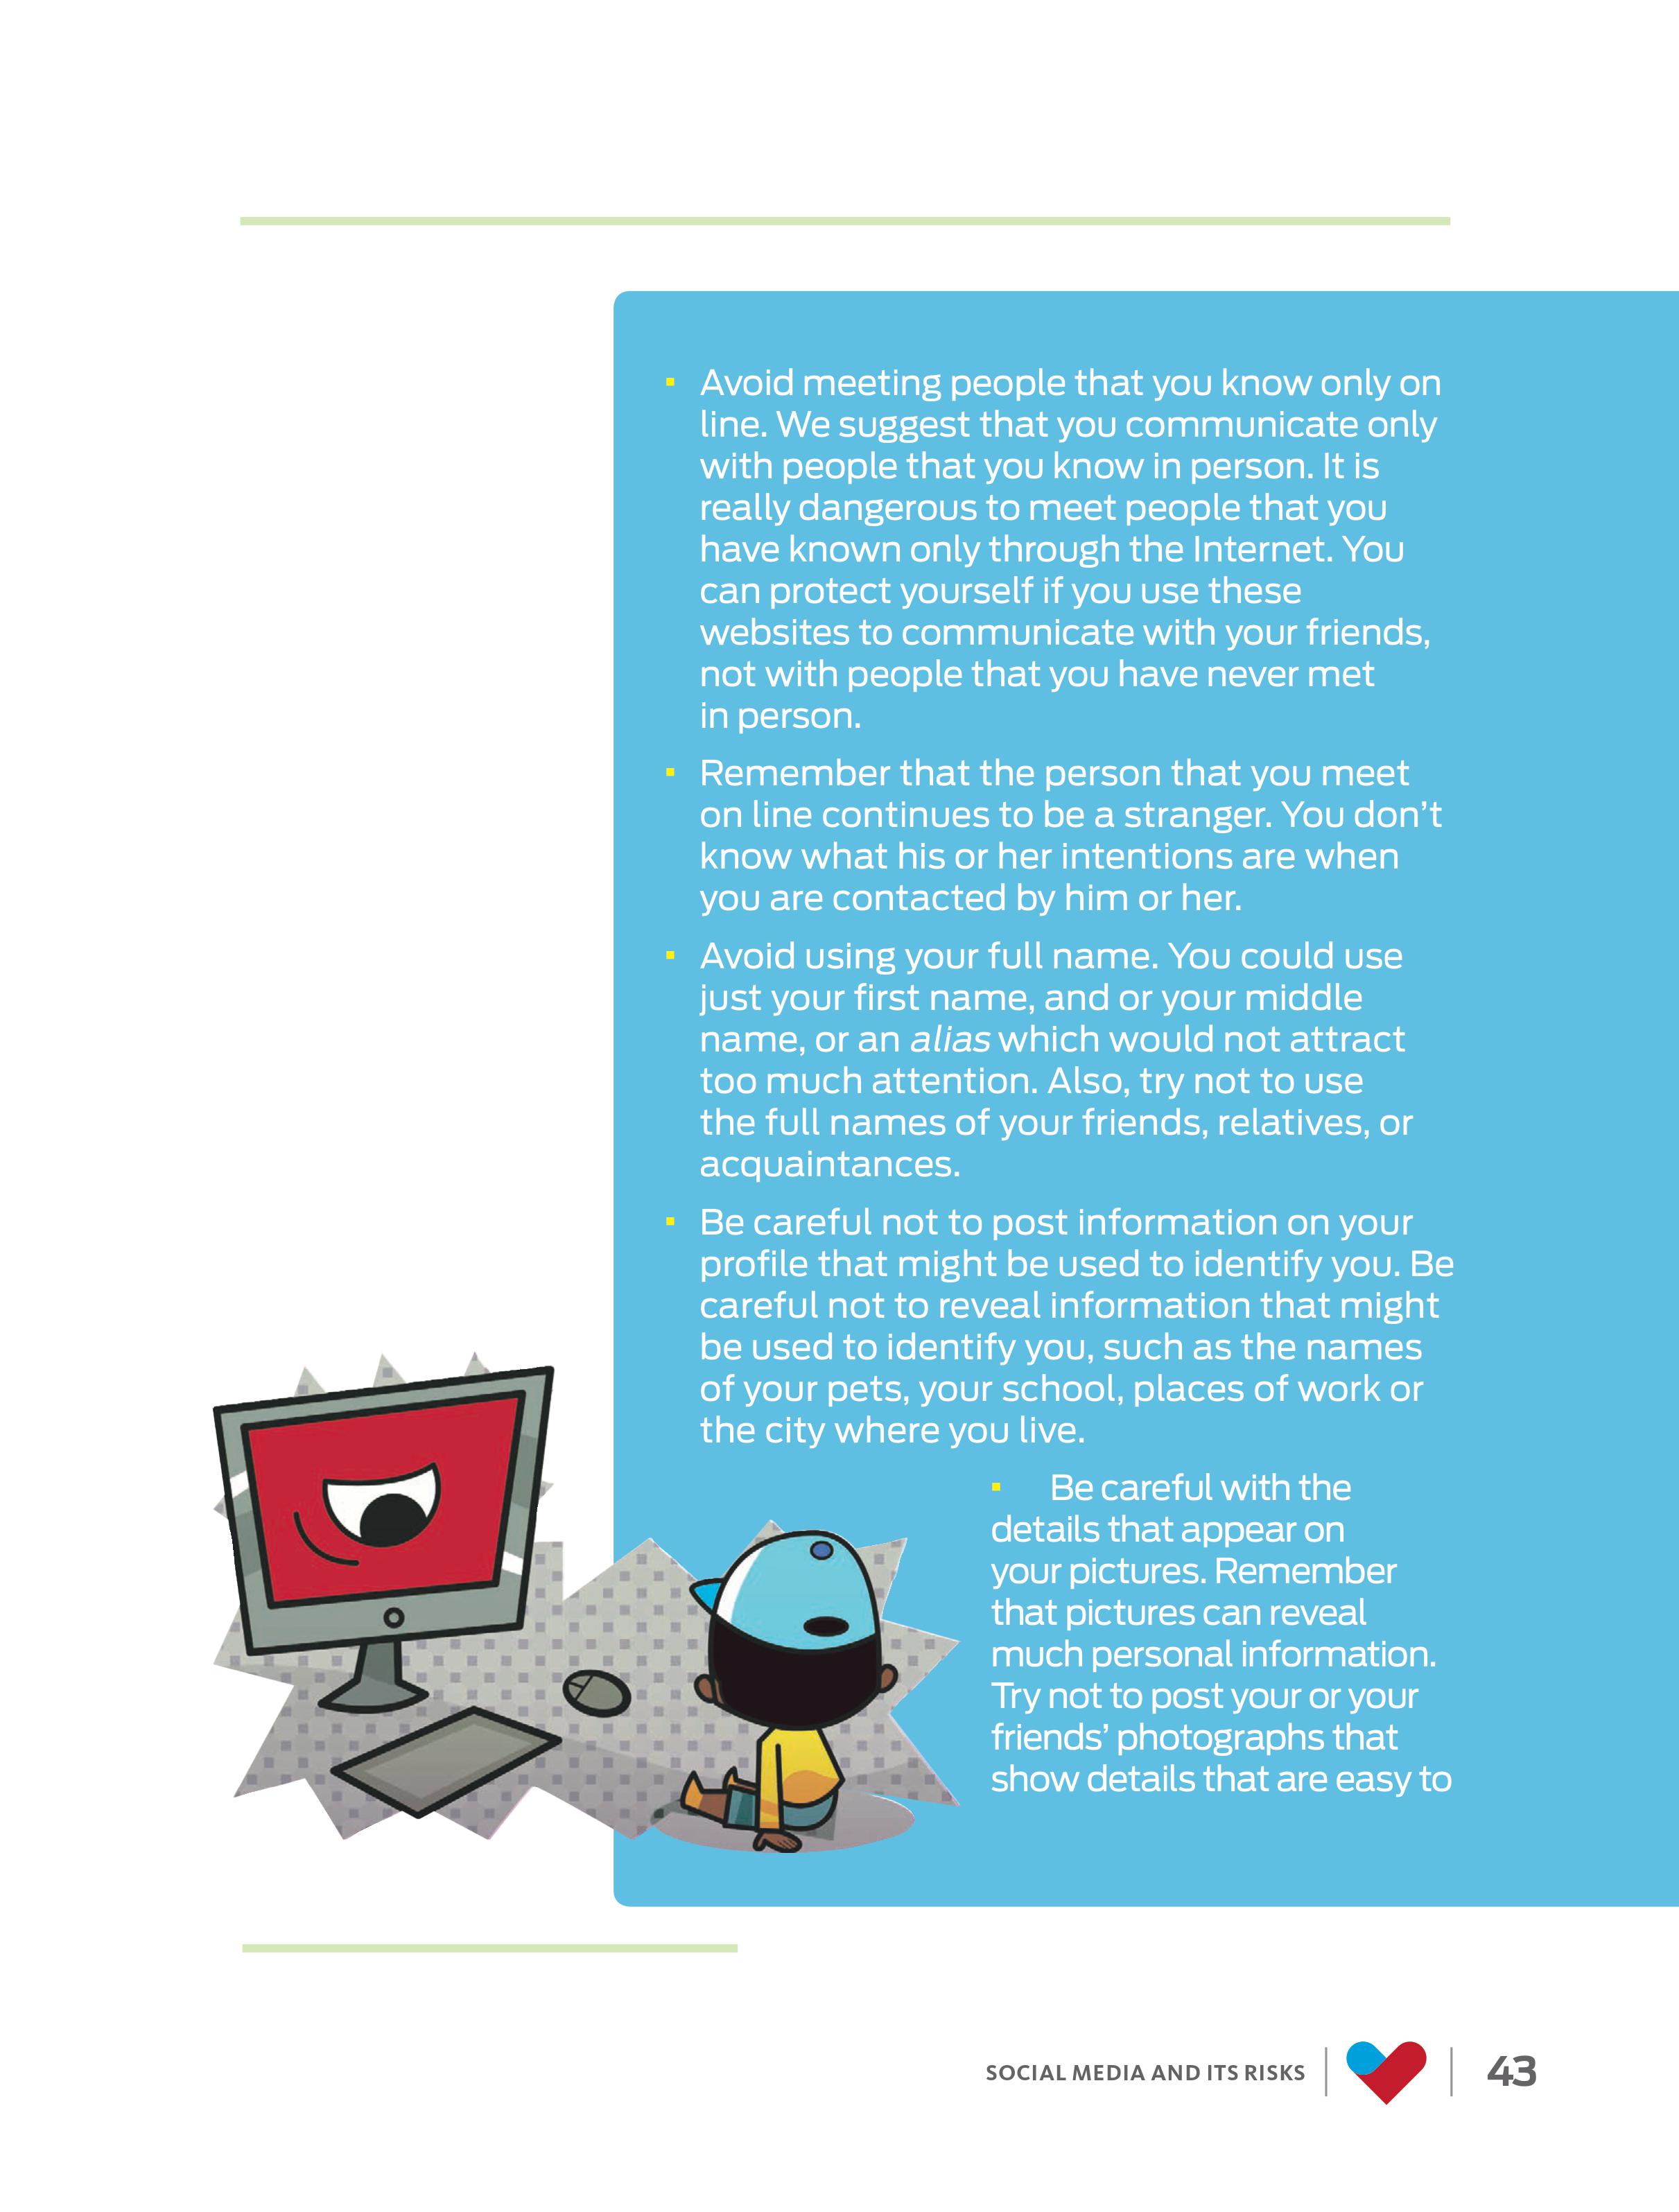 ▪ Avoid meeting people that you know only on
line. We suggest that you communicate only
with people that you know in person. It is
really dangerous to meet people that you
have known only through the Internet. You
can protect yourself if you use these
websites to communicate with your friends,
not with people that you have never met
in person.
▪ Remember that the person that you meet
on line continues to be a stranger. You don’t
know what his or her intentions are when
you are contacted by him or her.
▪ Avoid using your full name. You could use
just your first name, and or your middle
name, or an alias which would not attract
too much attention. Also, try not to use
the full names of your friends, relatives, or
acquaintances.
▪ Be careful not to post information on your
profile that might be used to identify you. Be
careful not to reveal information that might
be used to identify you, such as the names
of your pets, your school, places of work or
the city where you live.
▪ Be careful with the
details that appear on
your pictures. Remember
that pictures can reveal
much personal information.
Try not to post your or your
friends’ photographs that
show details that are easy to
SOCIAL MEDIA AND ITS RISKS
43